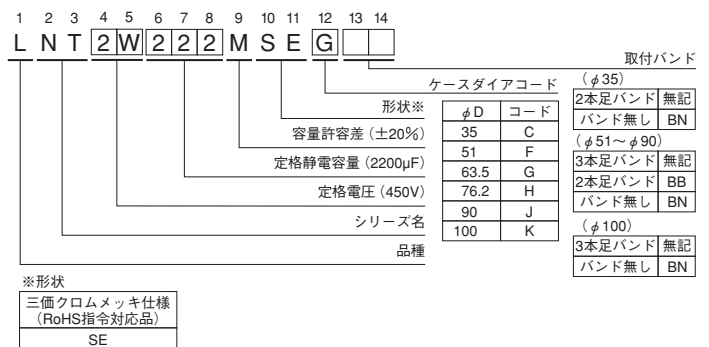 1 2 3 4 5 6 7 8 9 10 11 12 13 14
L N T 2 W 2 2 2 M S E G
取付バンド
(φ35)
2本足バンド 無記
バンド無し BN
(φ51〜φ90)
3本足バンド 無記
2本足バンド BB
バンド無し BN
(φ100)
3本足バンド 無記
バンド無し BN
ケースダイアコード
φD コード
35 C
51 F
63.5 G
76.2 H
90 J
100 K
形状※
容量許容差(±20%)
定格静電容量(2200μF)
定格電圧(450V)
シリーズ名
品種
※形状
三価クロムメッキ仕様
(RoHS指令対応品)
SE